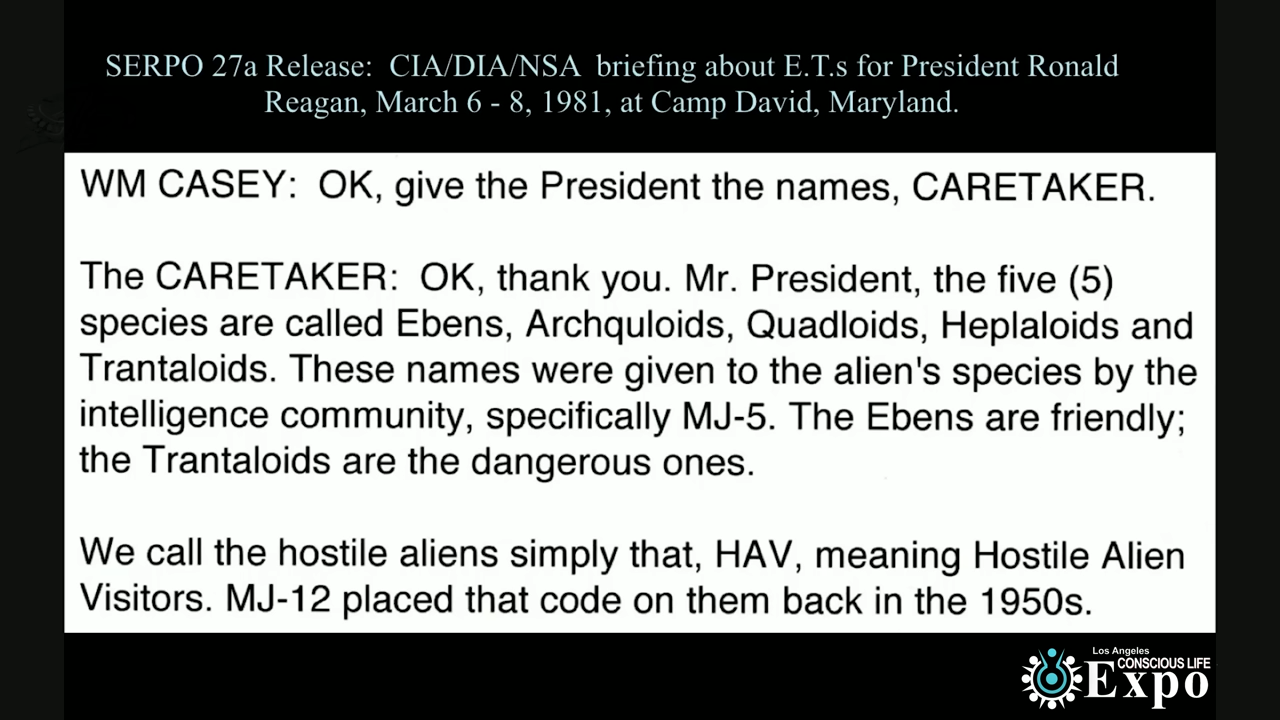 SERPO 27a Release:  CIA/DIA/NSA  briefing about E.T.s for President Ronald
Reagan, March 6 - 8, 1981, at Camp David, Maryland.
WM CASEY:  OK, give the President the names, CARETAKER.
The CARETAKER:  OK, thank you. Mr. President, the five (5)
species are called Ebens, Archquloids, Quadloids, Heplaloids and
Trantaloids. These names were given to the alien's species by the
intelligence community, specifically MJ-5. The Ebens are friendly;
the Trantaloids are the dangerous ones.
We call the hostile aliens simply that, HAV, meaning Hostile Alien
Visitors. MJ-12 placed that code on them back in the 1950s.
Los Angeles
CONSCIOUS LIFE
Expo